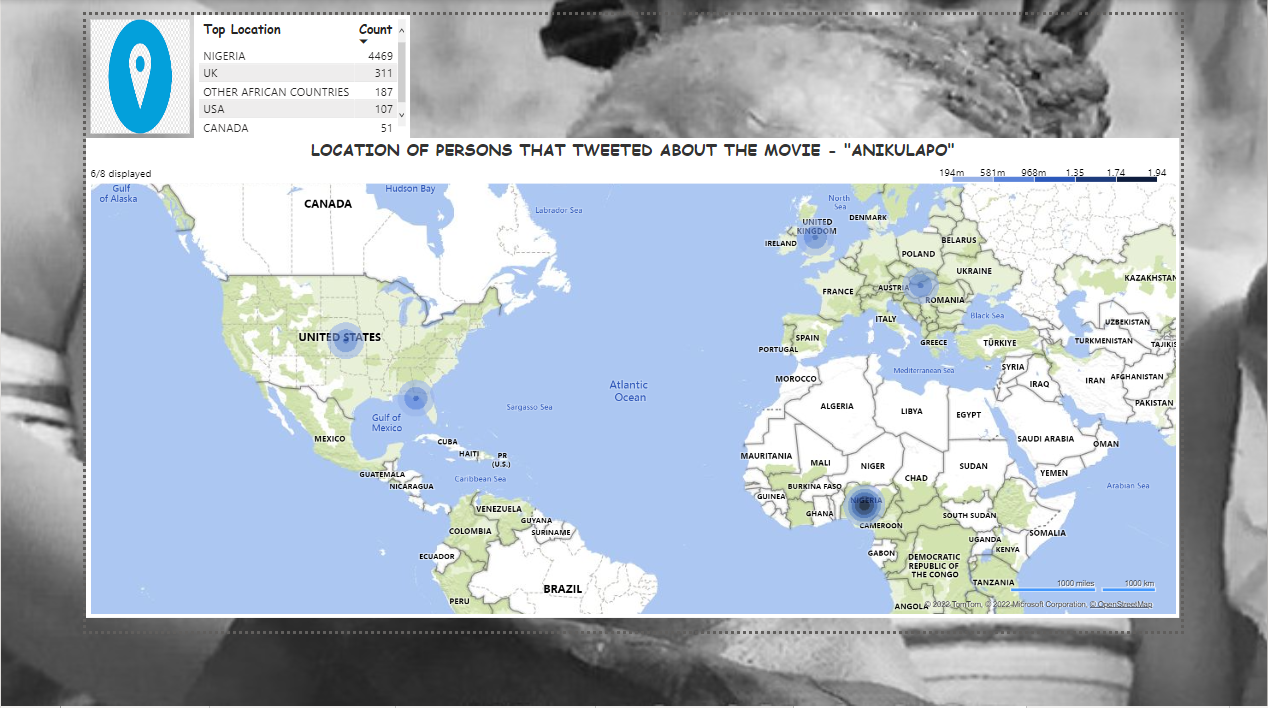 Top Location Count
NIGERIA 4469
UK 311
OTHER AFRICAN COUNTRIES 187
USA 107
CANADA 51
LOCATION OF PERSONS THAT TWEETED ABOUT THE MOVIE - "ANIKULAPO"
6/8 displayed
194m 581m 968m 1.35 1.74 1.94
Gulf
of Alaska
Hudson Bay
CANADA
Labrador Sea
North
Sea
DENMARK
UNITED
KINGDOM
IRELAND
BELARUS
POLAND
UKRAINE
KAZAKHSTAN
AUSTRIA
FRANCE
ROMANIA
Black Sea
ITALY
UZBEKISTAN
UNITED STATES
SPAIN
GREECE
TÜRKIYE
TURKMENISTAN
TAJIKIS
PORTUGAL
Mediterranean Sea
SYRIA
MOROCCO
IRAQ
IRAN
AFGHANISTAN
Atlantic
Ocean
PAKISTAN
Sargasso Sea
ALGERIA
LIBYA
EGYPT
Gulf of
Mexico
MEXICO
CUBA
SAUDI ARABIA
OMAN
HAITI
PR
(U.S.)
MAURITANIA
MALI
NIGER
SUDAN
YEMEN
GUATEMALA
Caribbean Sea
CHAD
NICARAGUA
BURKINA FASO
Arabian Sea
GUINEA
NIGERIA
VENEZUELA
GHANA
SOUTH SUDAN
GUYANA
CAMEROON
COLOMBIA
SURINAME
SOMALIA
UGANDA
KENYA
ECUADOR
GABON
DEMOCRATIC
REPUBLIC OF
THE CONGO
BRAZIL
TANZANIA
1000 miles 1000 km
PERU
ANGOLA
© 2022 TomTom, © 2022 Microsoft Corporation, © OpenStreetMap